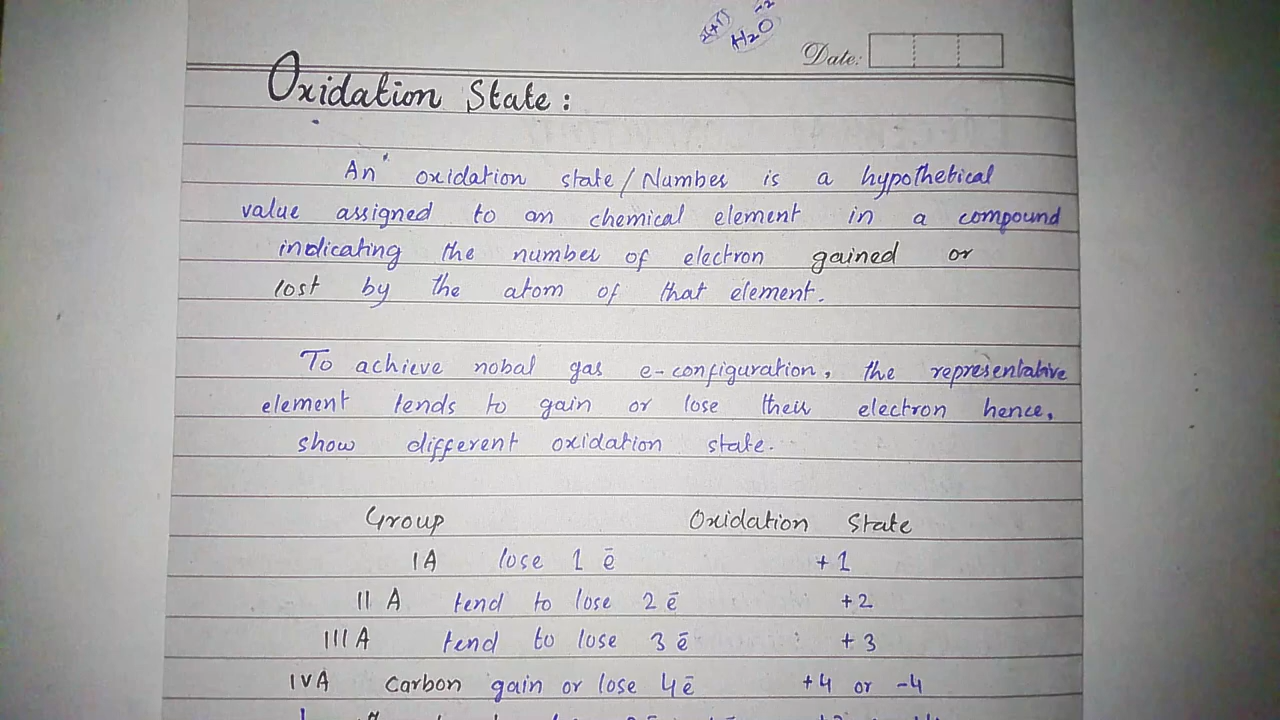 2(+1) -2
H2O
Date:
Oxidation State:
An oxidation state/Number is a hypothetical
value assigned to an chemical element in a compound
indicating the number of electron gained or
lost by the atom of that element.
To achieve nobal gas e-configuration, the representative
element tends to gain or lose their electron hence,
show different oxidation state.
Group Oxidation State
IA lose 1 ē +1
II A tend to lose 2 ē +2
III A tend to lose 3 ē +3
IVA Carbon gain or lose 4ē +4 or -4